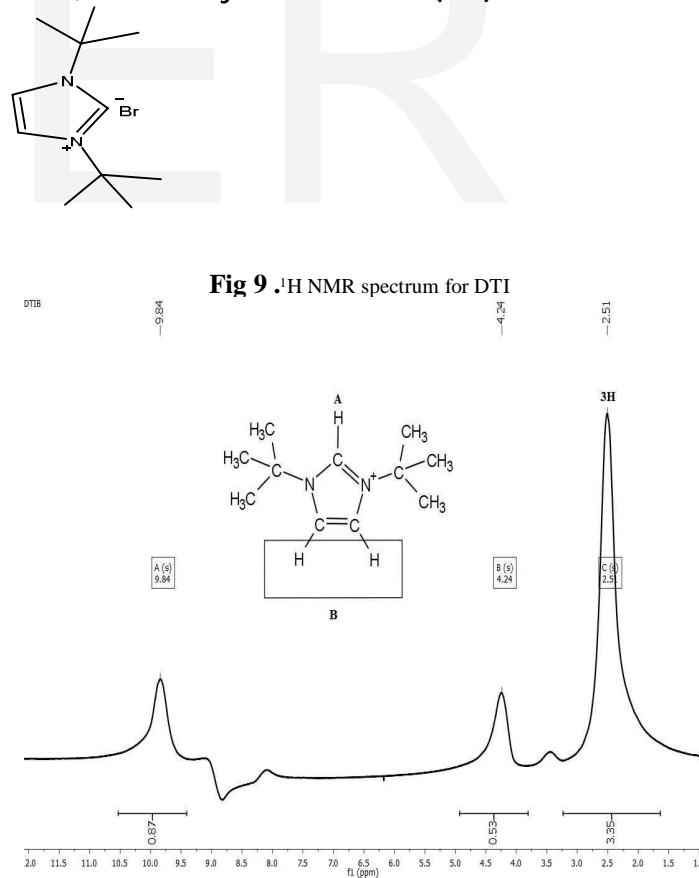 N
Br
−
N
+
Fig 9 .¹H NMR spectrum for DTI
DTIB
9.84
4.24
2.51
3H
A
H
H₃C
CH₃
H₃C
C
C
CH₃
H₃C
N
C
N⁺
CH₃
C
C
H
H
B
A (s)
9.84
B (s)
4.24
C (s)
2.51
0.87
0.53
3.35
2.0 11.5 11.0 10.5 10.0 9.5 9.0 8.5 8.0 7.5 7.0 6.5 6.0 5.5 5.0 4.5 4.0 3.5 3.0 2.5 2.0 1.5 1.
f1 (ppm)